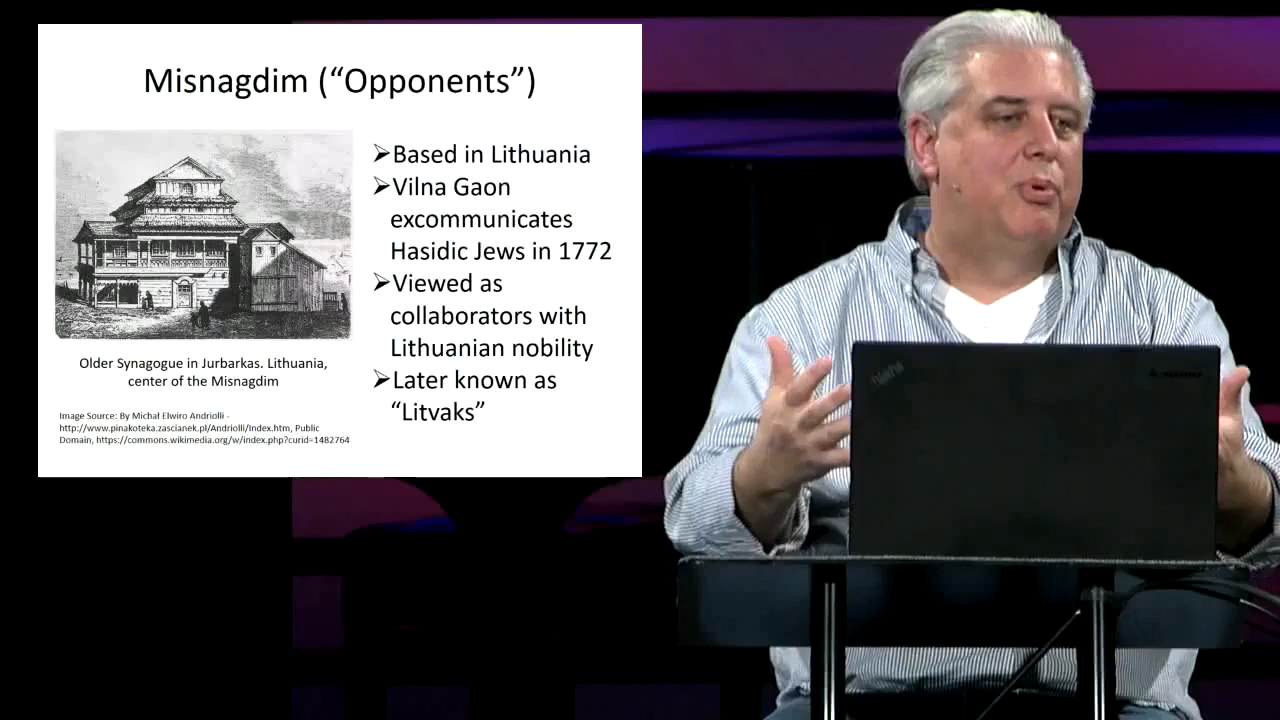 Misnagdim (“Opponents”)
➢Based in Lithuania
➢Vilna Gaon
excommunicates
Hasidic Jews in 1772
➢Viewed as
collaborators with
Lithuanian nobility
➢Later known as
“Litvaks”
Older Synagogue in Jurbarkas. Lithuania,
center of the Misnagdim
Image Source: By Michał Elwiro Andriolli -
http://www.pinakoteka.zascianek.pl/Andriolli/Index.htm, Public
Domain, https://commons.wikimedia.org/w/index.php?curid=1482764